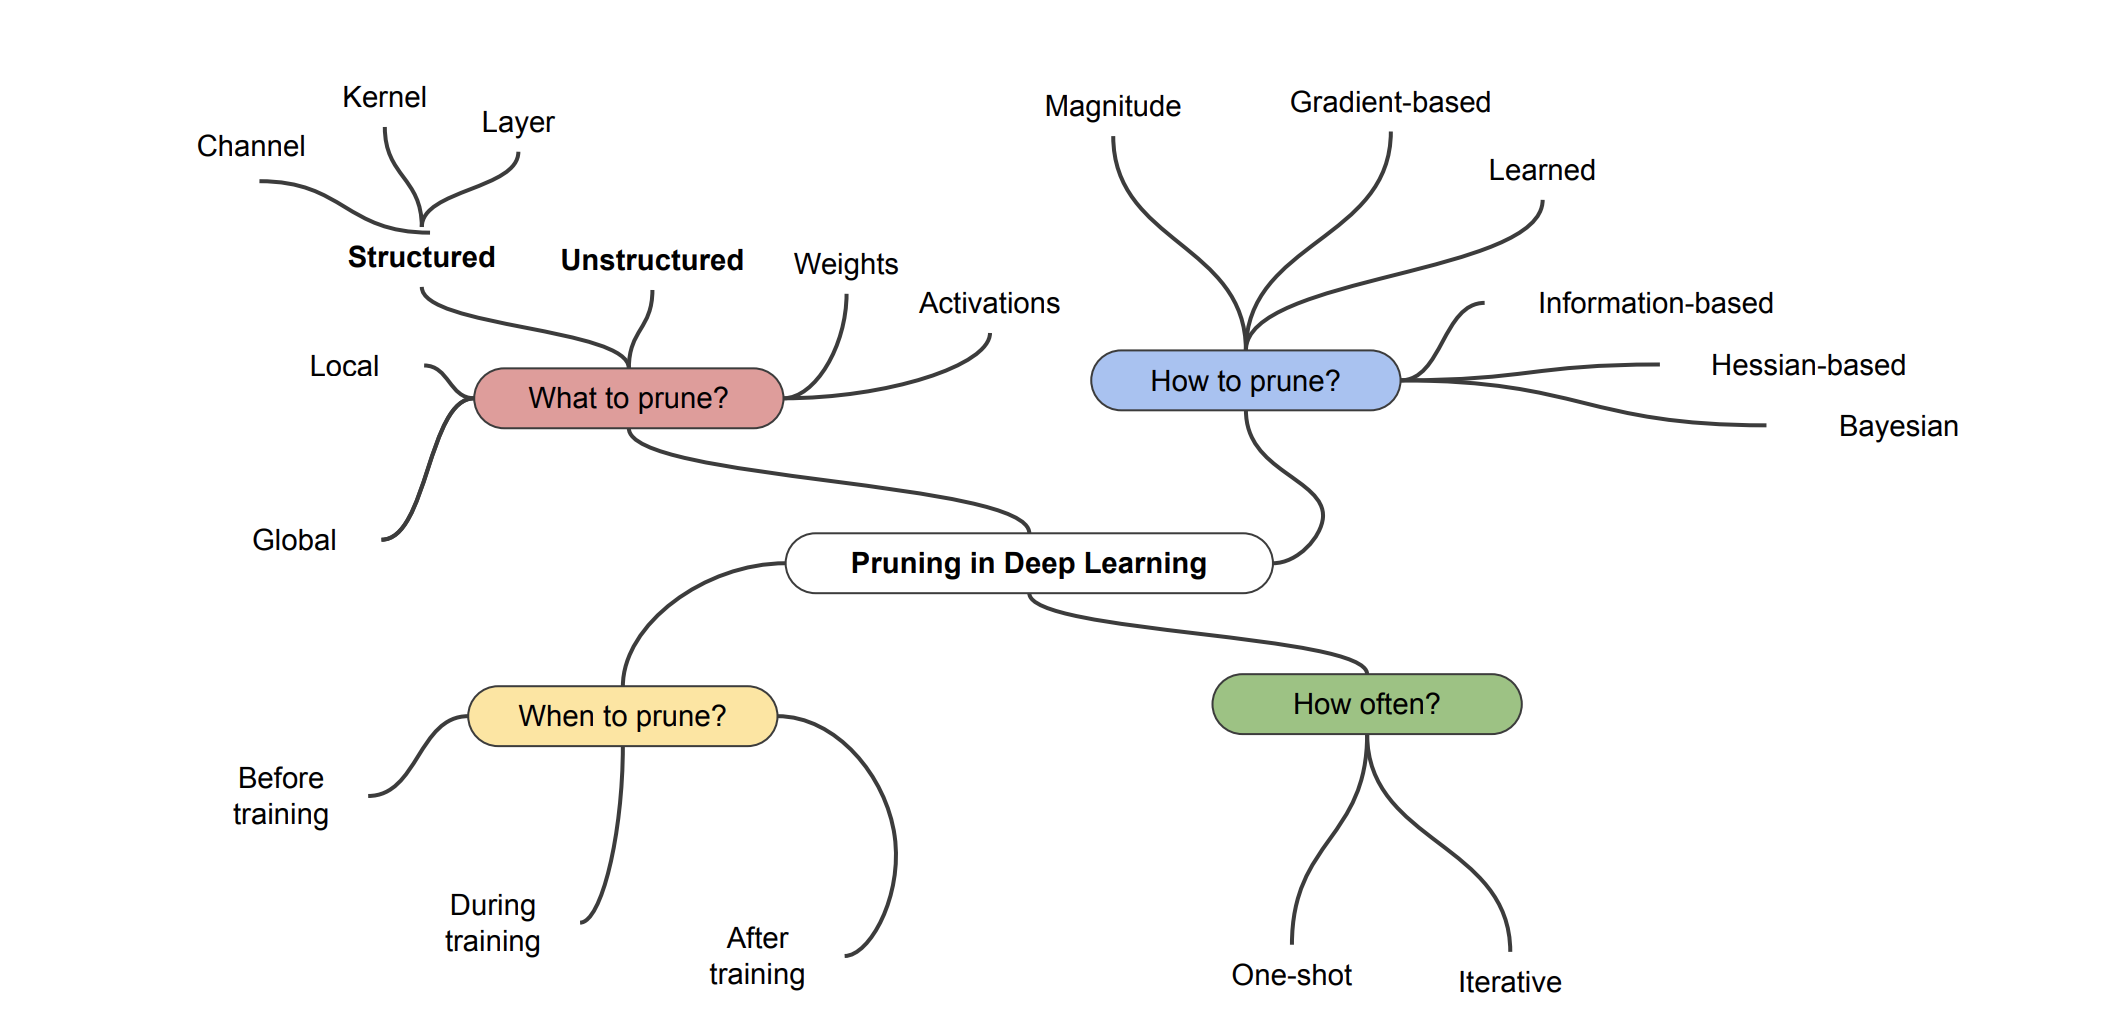 Kernel
Layer
Channel
Structured
Unstructured
Weights
Activations
Local
What to prune?
Global
Magnitude
Gradient-based
Learned
Information-based
How to prune?
Hessian-based
Bayesian
Pruning in Deep Learning
When to prune?
Before
training
During
training
After
training
How often?
One-shot
Iterative